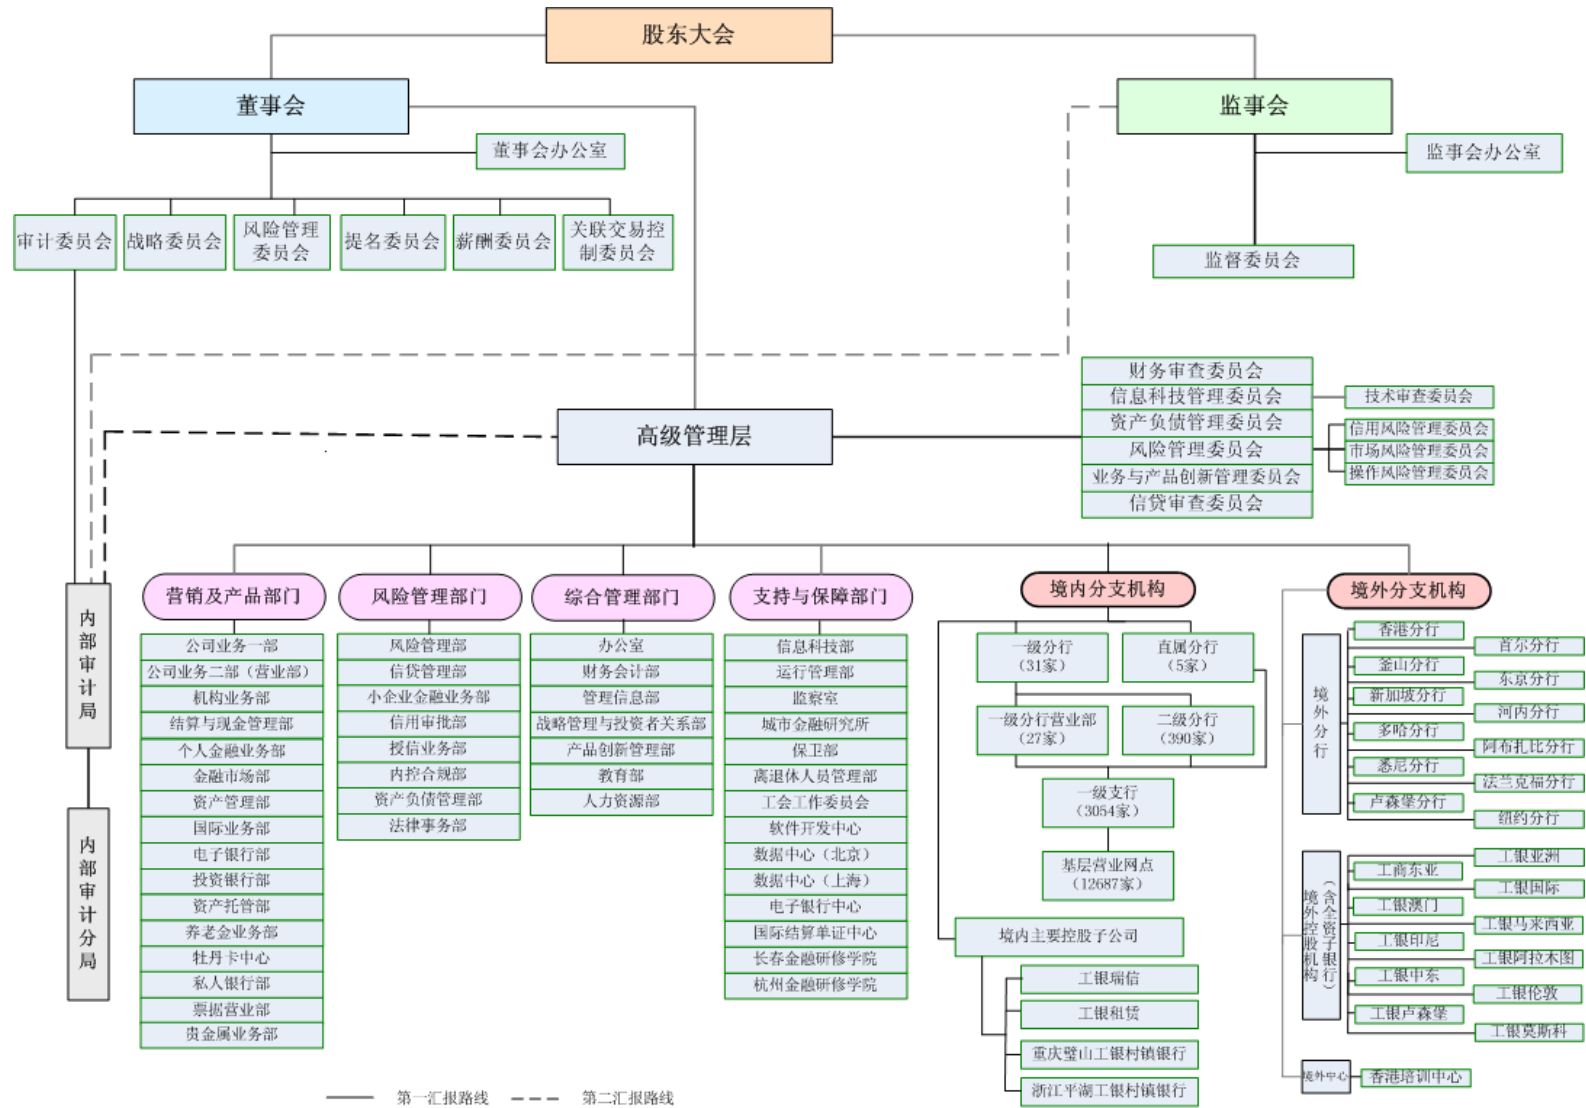 股东大会
董事会
监事会
董事会办公室
监事会办公室
审计委员会
战略委员会
风险管理
委员会
提名委员会
薪酬委员会
关联交易控
制委员会
监督委员会
财务审查委员会
信息科技管理委员会
资产负债管理委员会
风险管理委员会
业务与产品创新管理委员会
信贷审查委员会
技术审查委员会
信用风险管理委员会
市场风险管理委员会
操作风险管理委员会
高级管理层
内部审计局
内部审计分局
营销及产品部门
公司业务一部
公司业务二部（营业部）
机构业务部
结算与现金管理部
个人金融业务部
金融市场部
资产管理部
国际业务部
电子银行部
投资银行部
资产托管部
养老金业务部
牡丹卡中心
私人银行部
票据营业部
贵金属业务部
风险管理部门
风险管理部
信贷管理部
小企业金融业务部
信用审批部
授信业务部
内控合规部
资产负债管理部
法律事务部
综合管理部门
办公室
财务会计部
管理信息部
战略管理与投资者关系部
产品创新管理部
教育部
人力资源部
支持与保障部门
信息科技部
运行管理部
监察室
城市金融研究所
保卫部
离退休人员管理部
工会工作委员会
软件开发中心
数据中心（北京）
数据中心（上海）
电子银行中心
国际结算单证中心
长春金融研修学院
杭州金融研修学院
境内分支机构
一级分行
（31家）
直属分行
（5家）
一级分行营业部
（27家）
二级分行
（390家）
一级支行
（3054家）
基层营业网点
（12687家）
境内主要控股子公司
工银瑞信
工银租赁
重庆璧山工银村镇银行
浙江平湖工银村镇银行
境外分支机构
境外分行
香港分行
首尔分行
釜山分行
东京分行
新加坡分行
河内分行
多哈分行
阿布扎比分行
悉尼分行
法兰克福分行
卢森堡分行
纽约分行
境外控股机构
（含全资子银行）
工银亚洲
工商东亚
工银国际
工银澳门
工银马来西亚
工银印尼
工银阿拉木图
工银中东
工银伦敦
工银卢森堡
工银莫斯科
境外中心
香港培训中心
第一汇报路线
第二汇报路线